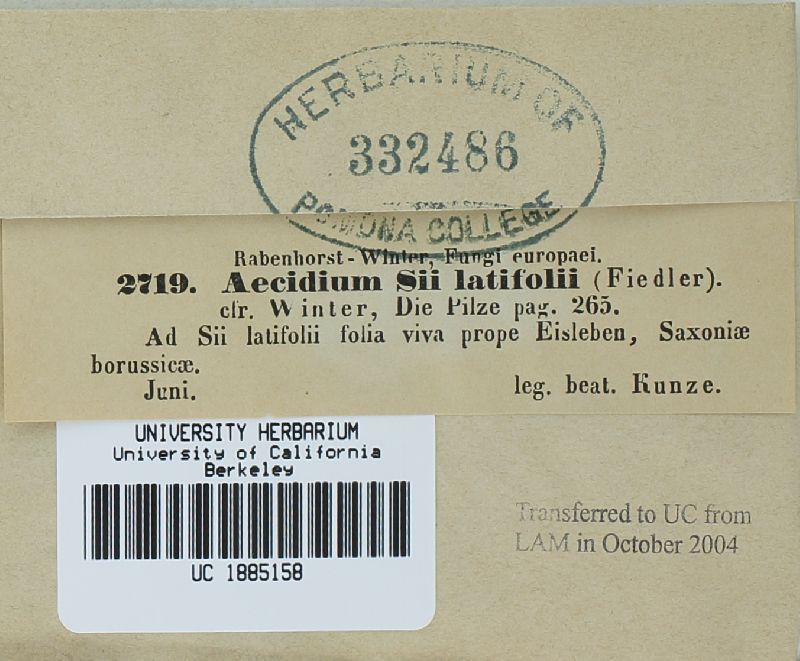 HERBARIUM OF
332486
POMONA COLLEGE
Rabenhorst-Winter, Fungi europaei.
2719. Aecidium Sii latifolii (Fiedler).
cfr. Winter, Die Pilze pag. 265.
Ad Sii latifolii folia viva prope Eisleben, Saxoniæ
borussicæ.
Juni. leg. beat. Kunze.
UNIVERSITY HERBARIUM
University of California
Berkeley
UC 1885158
Transferred to UC from
LAM in October 2004